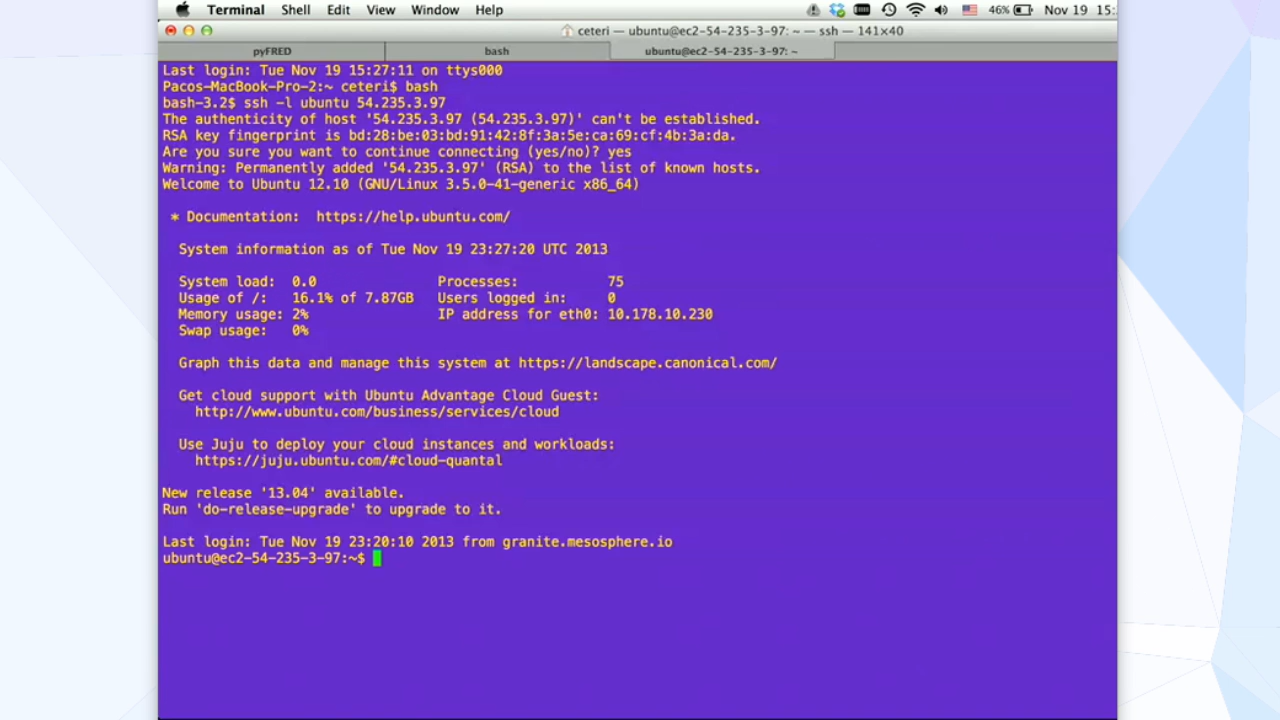 Terminal Shell Edit View Window Help 46% Nov 19 15:
ceteri — ubuntu@ec2-54-235-3-97: ~ — ssh — 141×40
pyFRED bash ubuntu@ec2-54-235-3-97: ~
Last login: Tue Nov 19 15:27:11 on ttys000
Pacos-MacBook-Pro-2:~ ceteri$ bash
bash-3.2$ ssh -l ubuntu 54.235.3.97
The authenticity of host '54.235.3.97 (54.235.3.97)' can't be established.
RSA key fingerprint is bd:28:be:03:bd:91:42:8f:3a:5e:ca:69:cf:4b:3a:da.
Are you sure you want to continue connecting (yes/no)? yes
Warning: Permanently added '54.235.3.97' (RSA) to the list of known hosts.
Welcome to Ubuntu 12.10 (GNU/Linux 3.5.0-41-generic x86_64)
* Documentation: https://help.ubuntu.com/
System information as of Tue Nov 19 23:27:20 UTC 2013
System load: 0.0 Processes: 75
Usage of /: 16.1% of 7.87GB Users logged in: 0
Memory usage: 2% IP address for eth0: 10.178.10.230
Swap usage: 0%
Graph this data and manage this system at https://landscape.canonical.com/
Get cloud support with Ubuntu Advantage Cloud Guest:
http://www.ubuntu.com/business/services/cloud
Use Juju to deploy your cloud instances and workloads:
https://juju.ubuntu.com/#cloud-quantal
New release '13.04' available.
Run 'do-release-upgrade' to upgrade to it.
Last login: Tue Nov 19 23:20:10 2013 from granite.mesosphere.io
ubuntu@ec2-54-235-3-97:~$